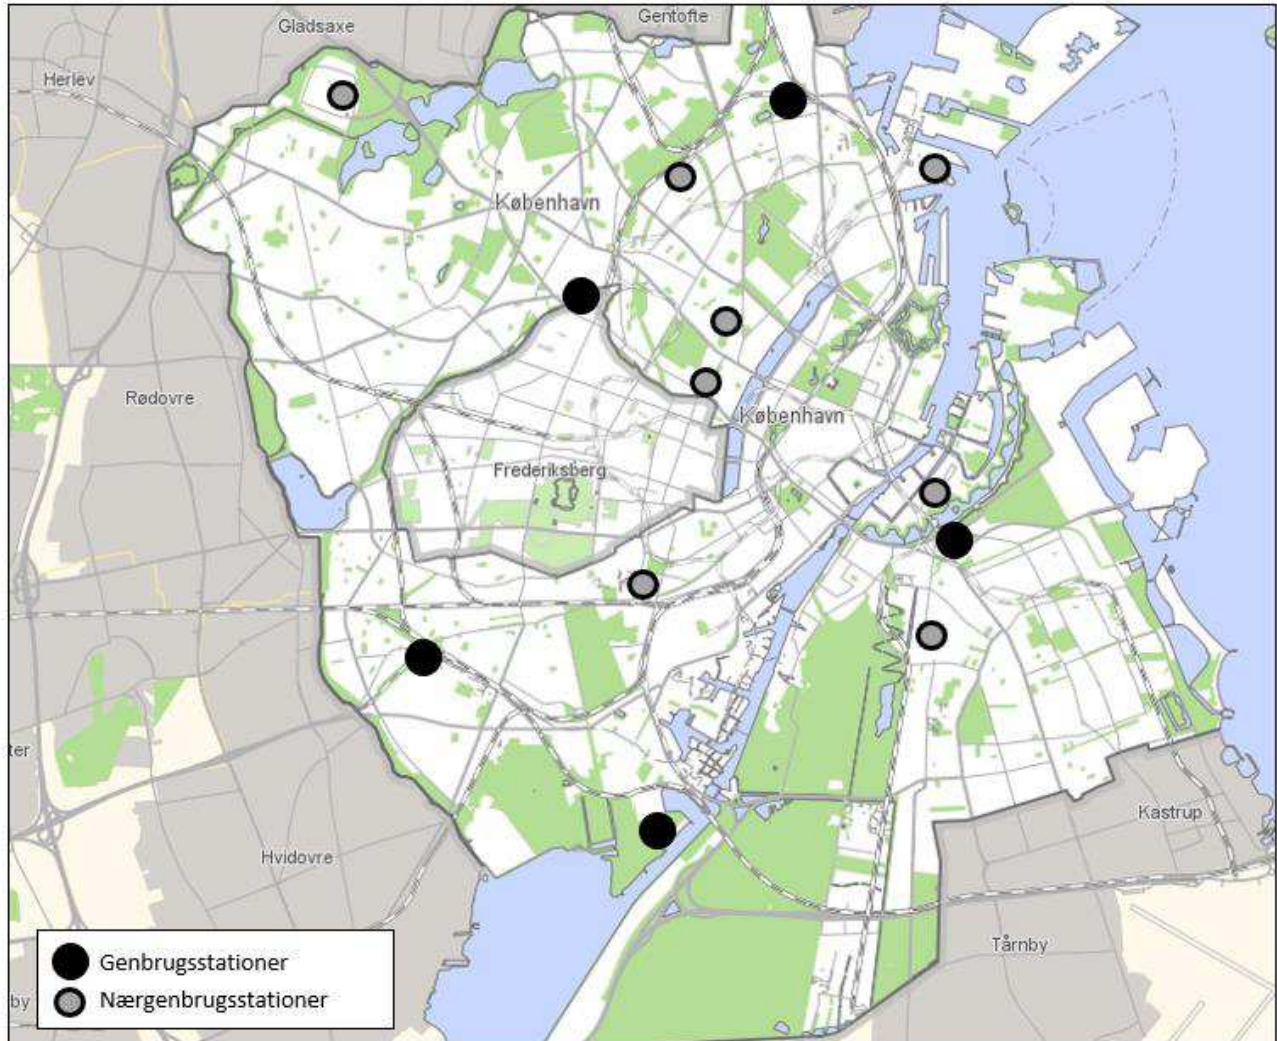 Gentofte
Gladsaxe
Herlev
København
Rødovre
København
Frederiksberg
ter
Kastrup
Hvidovre
Tårnby
Genbrugsstationer
Nærgenbrugsstationer
by